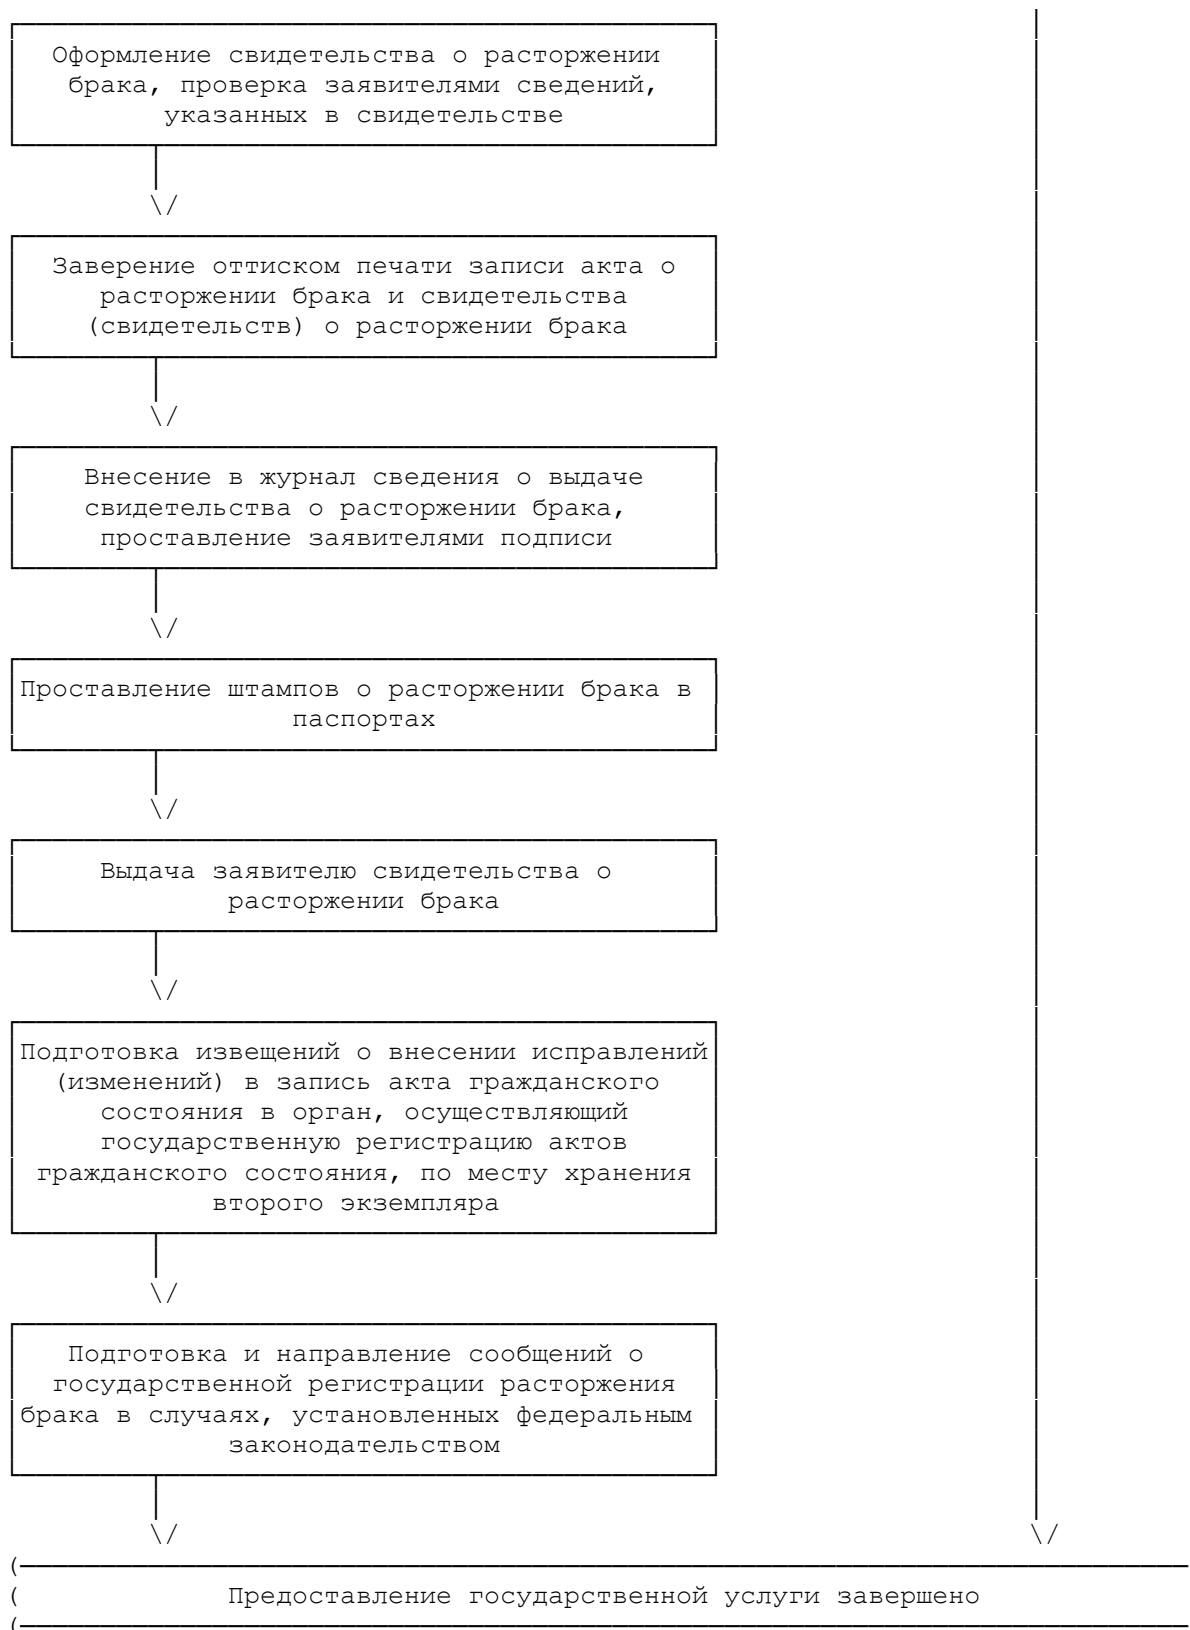 Оформление свидетельства о расторжении
брака, проверка заявителями сведений,
указанных в свидетельстве
\/
Заверение оттиском печати записи акта о
расторжении брака и свидетельства
(свидетельств) о расторжении брака
\/
Внесение в журнал сведения о выдаче
свидетельства о расторжении брака,
проставление заявителями подписи
\/
Проставление штампов о расторжении брака в
паспортах
\/
Выдача заявителю свидетельства о
расторжении брака
\/
Подготовка извещений о внесении исправлений
(изменений) в запись акта гражданского
состояния в орган, осуществляющий
государственную регистрацию актов
гражданского состояния, по месту хранения
второго экземпляра
\/
Подготовка и направление сообщений о
государственной регистрации расторжения
брака в случаях, установленных федеральным
законодательством
\/ \/
(
( Предоставление государственной услуги завершено
(